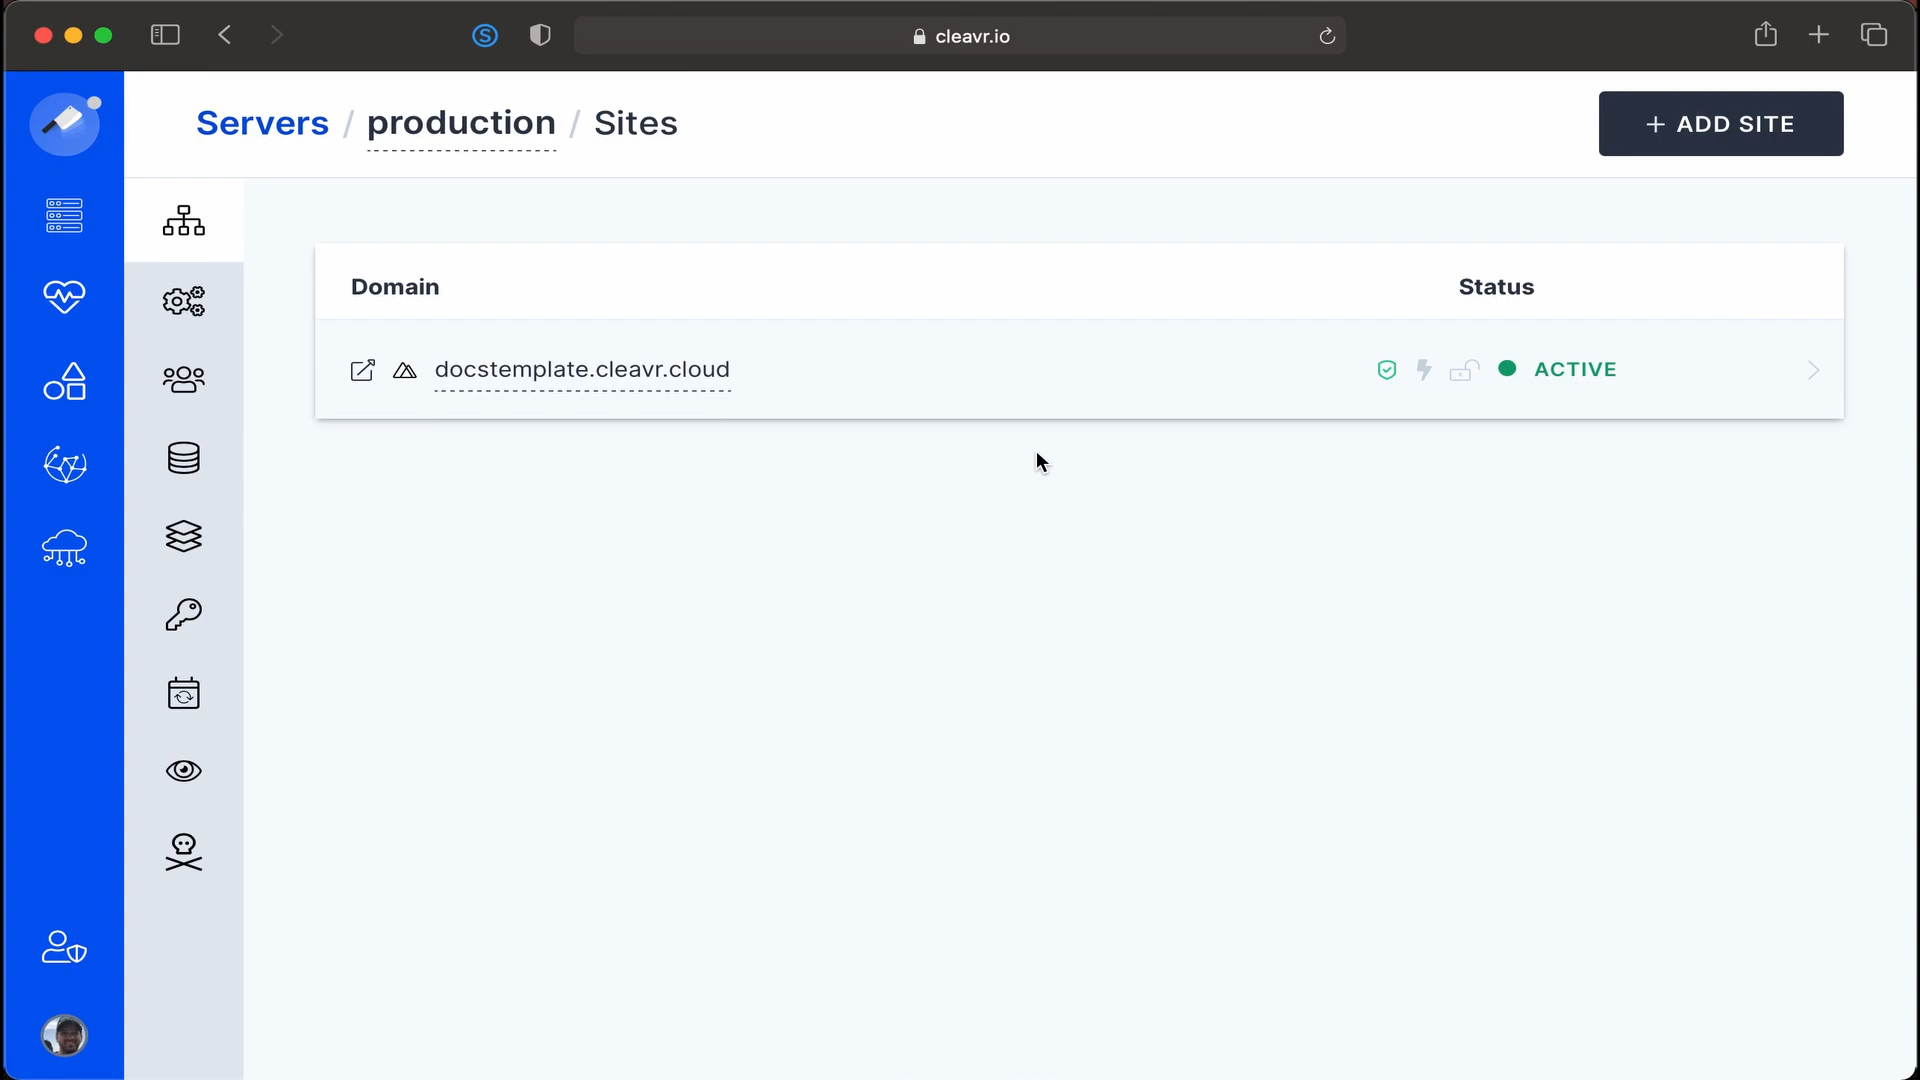 cleavr.io
Servers / production / Sites
+ ADD SITE
Domain
Status
docstemplate.cleavr.cloud
ACTIVE